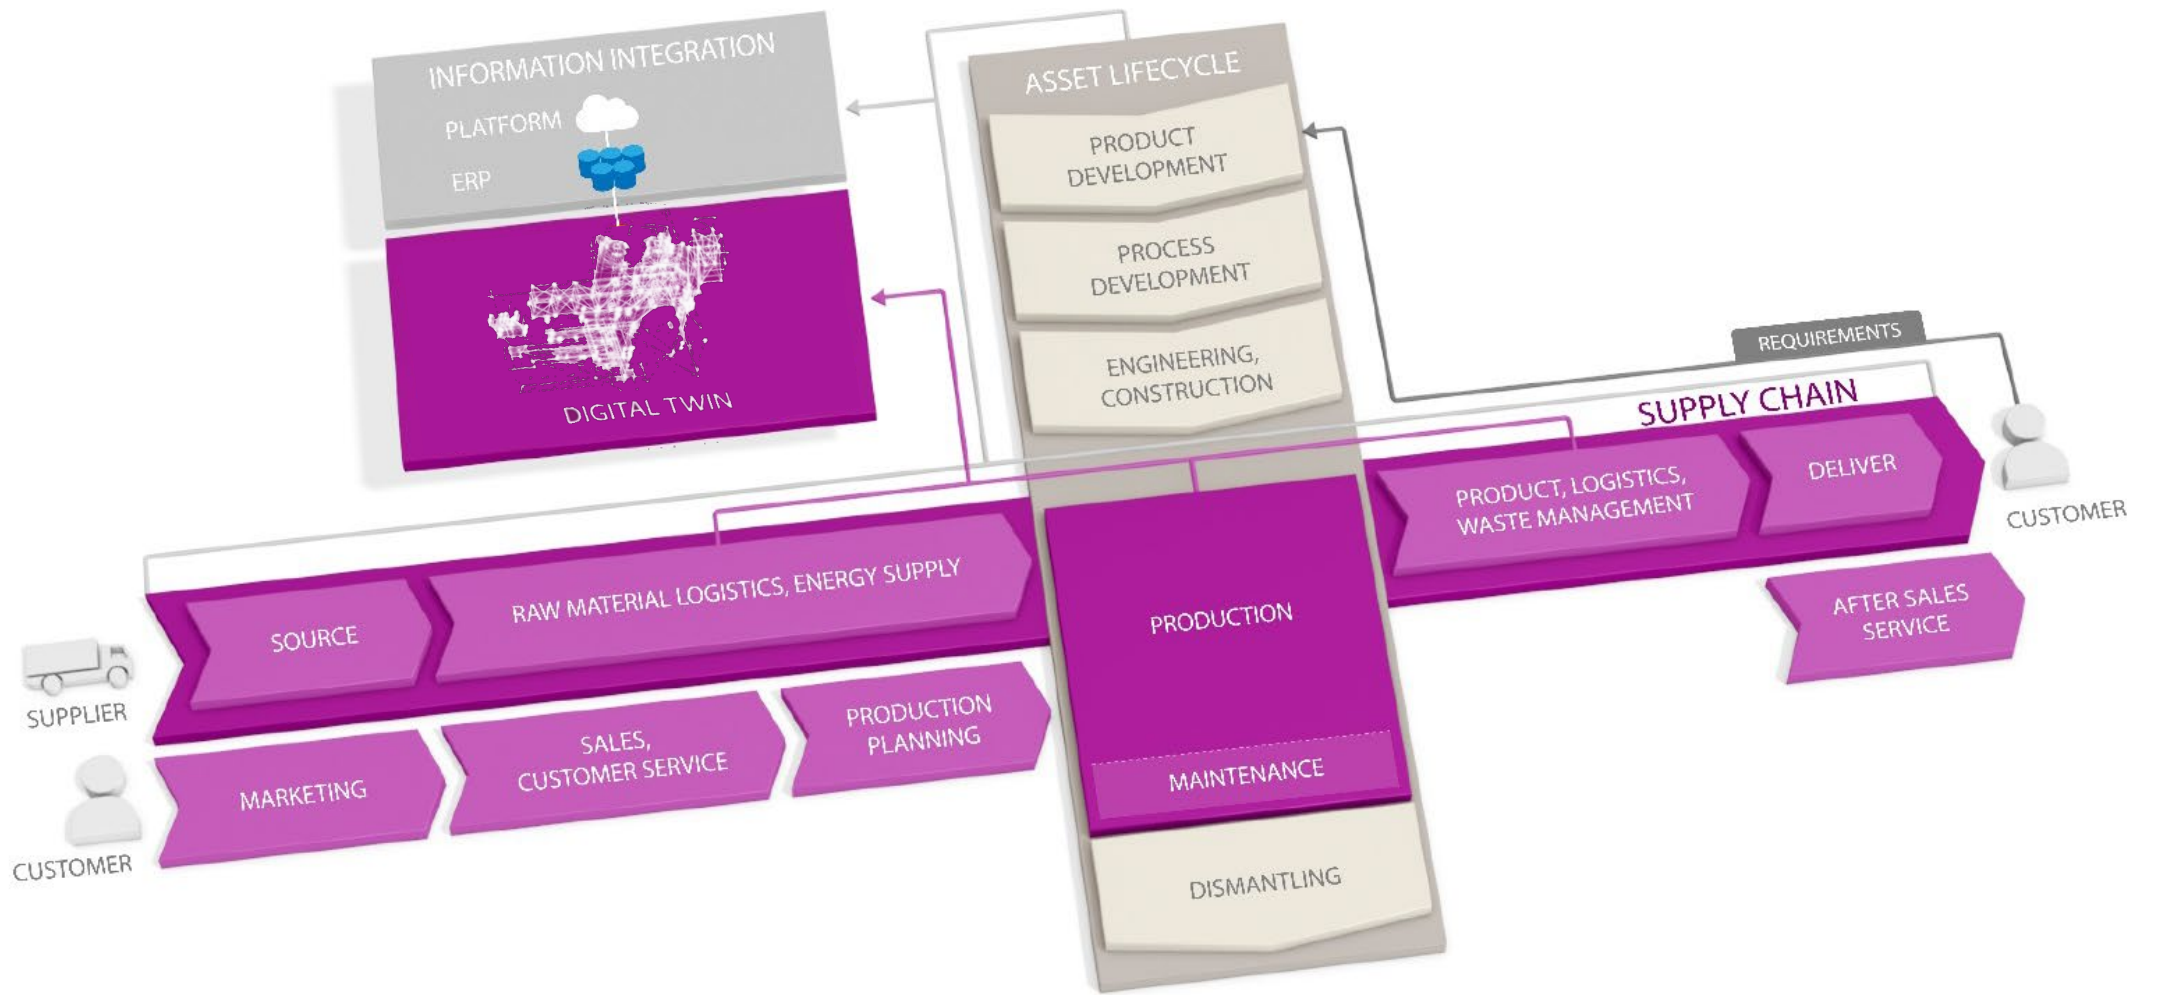 INFORMATION INTEGRATION
PLATFORM
ERP
DIGITAL TWIN
ASSET LIFECYCLE
PRODUCT
DEVELOPMENT
PROCESS
DEVELOPMENT
ENGINEERING,
CONSTRUCTION
REQUIREMENTS
SUPPLY CHAIN
SUPPLIER
SOURCE
RAW MATERIAL LOGISTICS, ENERGY SUPPLY
PRODUCTION
MAINTENANCE
PRODUCT, LOGISTICS,
WASTE MANAGEMENT
DELIVER
CUSTOMER
AFTER SALES
SERVICE
CUSTOMER
MARKETING
SALES,
CUSTOMER SERVICE
PRODUCTION
PLANNING
DISMANTLING